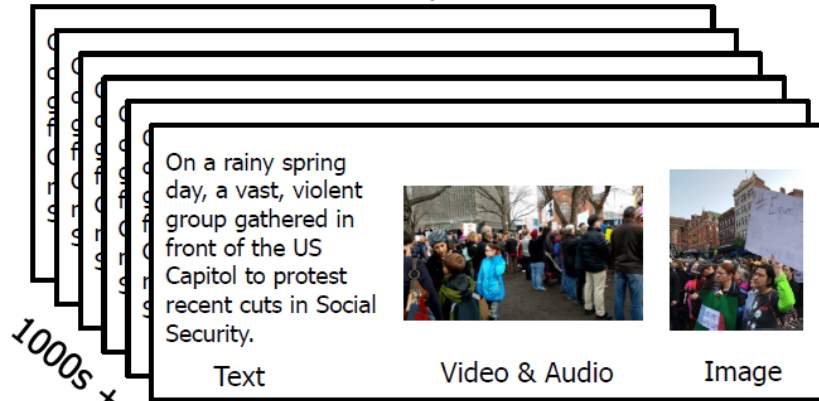 On a rainy spring
day, a vast, violent
group gathered in
front of the US
Capitol to protest
recent cuts in Social
Security.
Text
Video & Audio
Image
1000s +